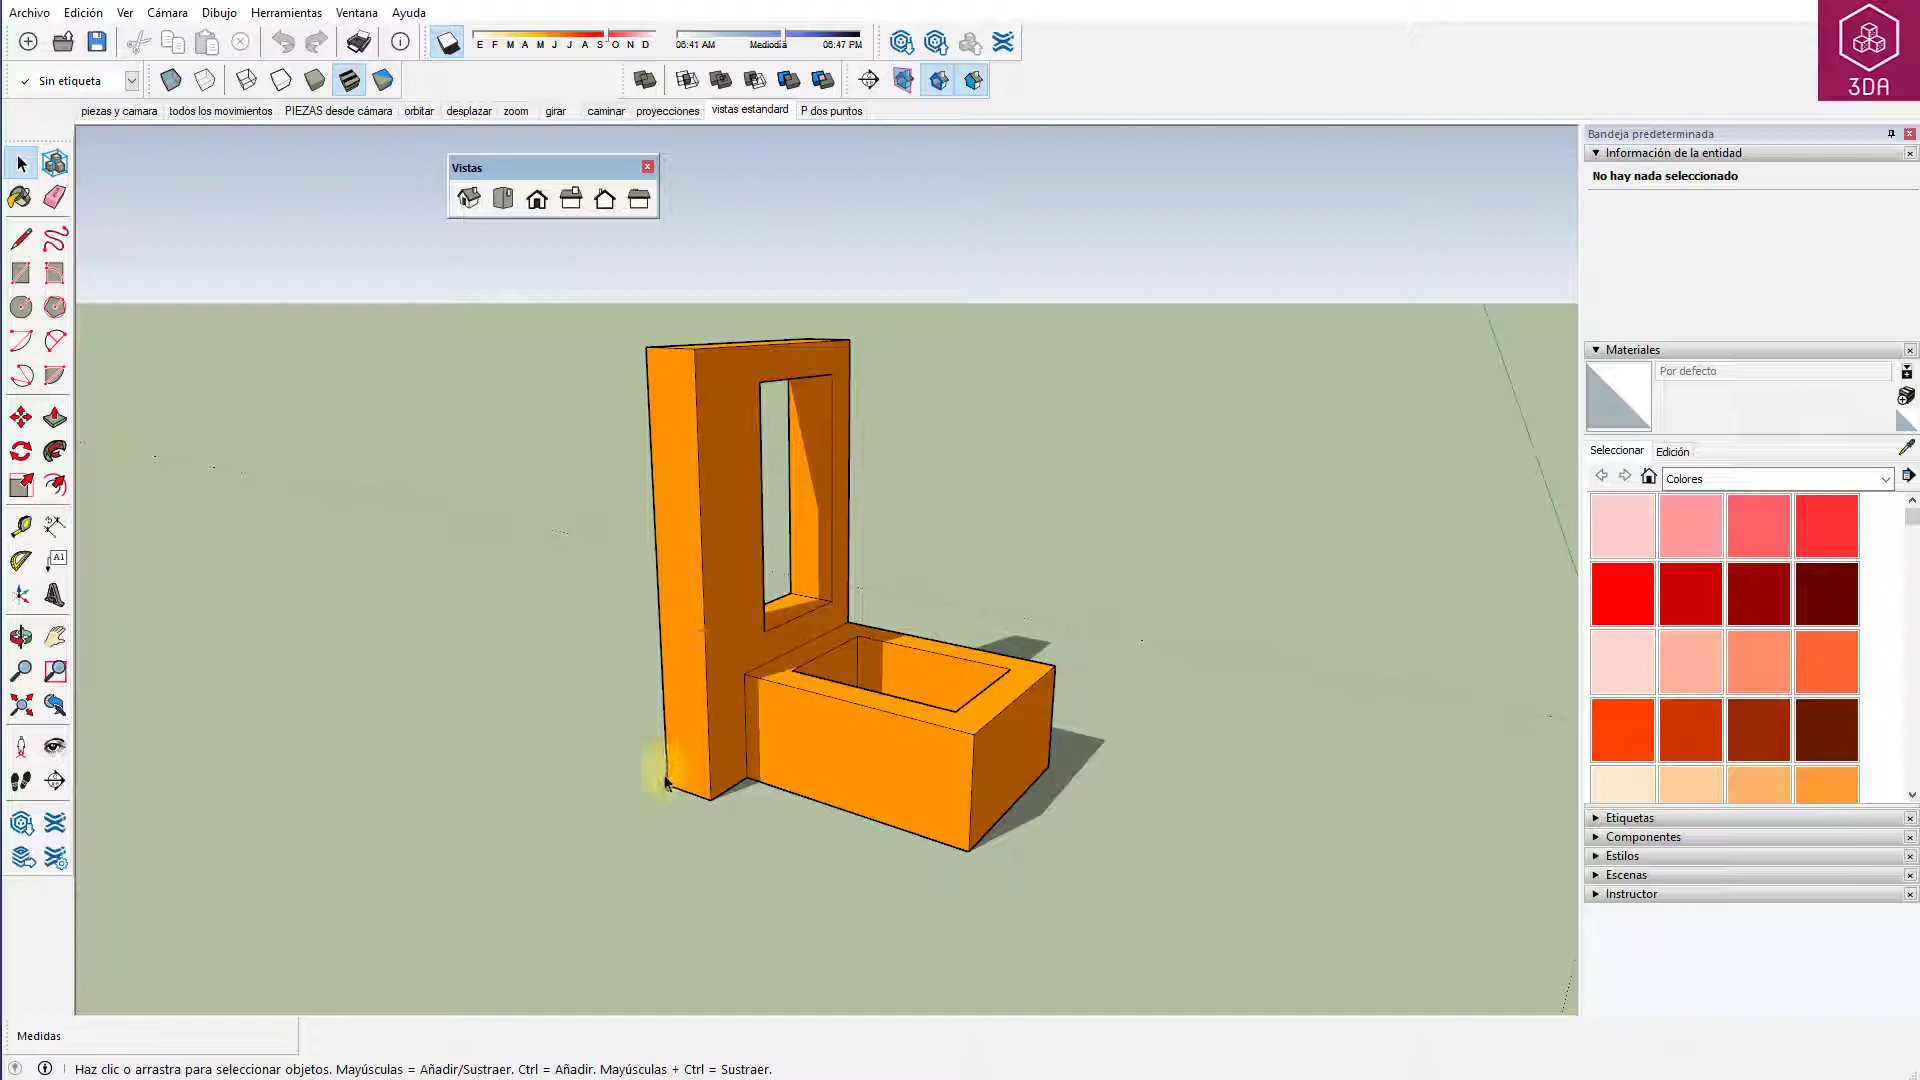 Archivo Edición Ver Cámara Dibujo Herramientas Ventana Ayuda
E F M A M J J A S O N D
06:41 AM Mediodía 06:47 PM
3DA
Sin etiqueta
piezas y camara todos los movimientos PIEZAS desde cámara orbitar desplazar zoom girar caminar proyecciones vistas estandard P dos puntos
Bandeja predeterminada
Información de la entidad
No hay nada seleccionado
Vistas
Materiales
Por defecto
Seleccionar Edición
Colores
A1
Etiquetas
Componentes
Estilos
Escenas
Instructor
Medidas
Haz clic o arrastra para seleccionar objetos. Mayúsculas = Añadir/Sustraer. Ctrl = Añadir. Mayúsculas + Ctrl = Sustraer.